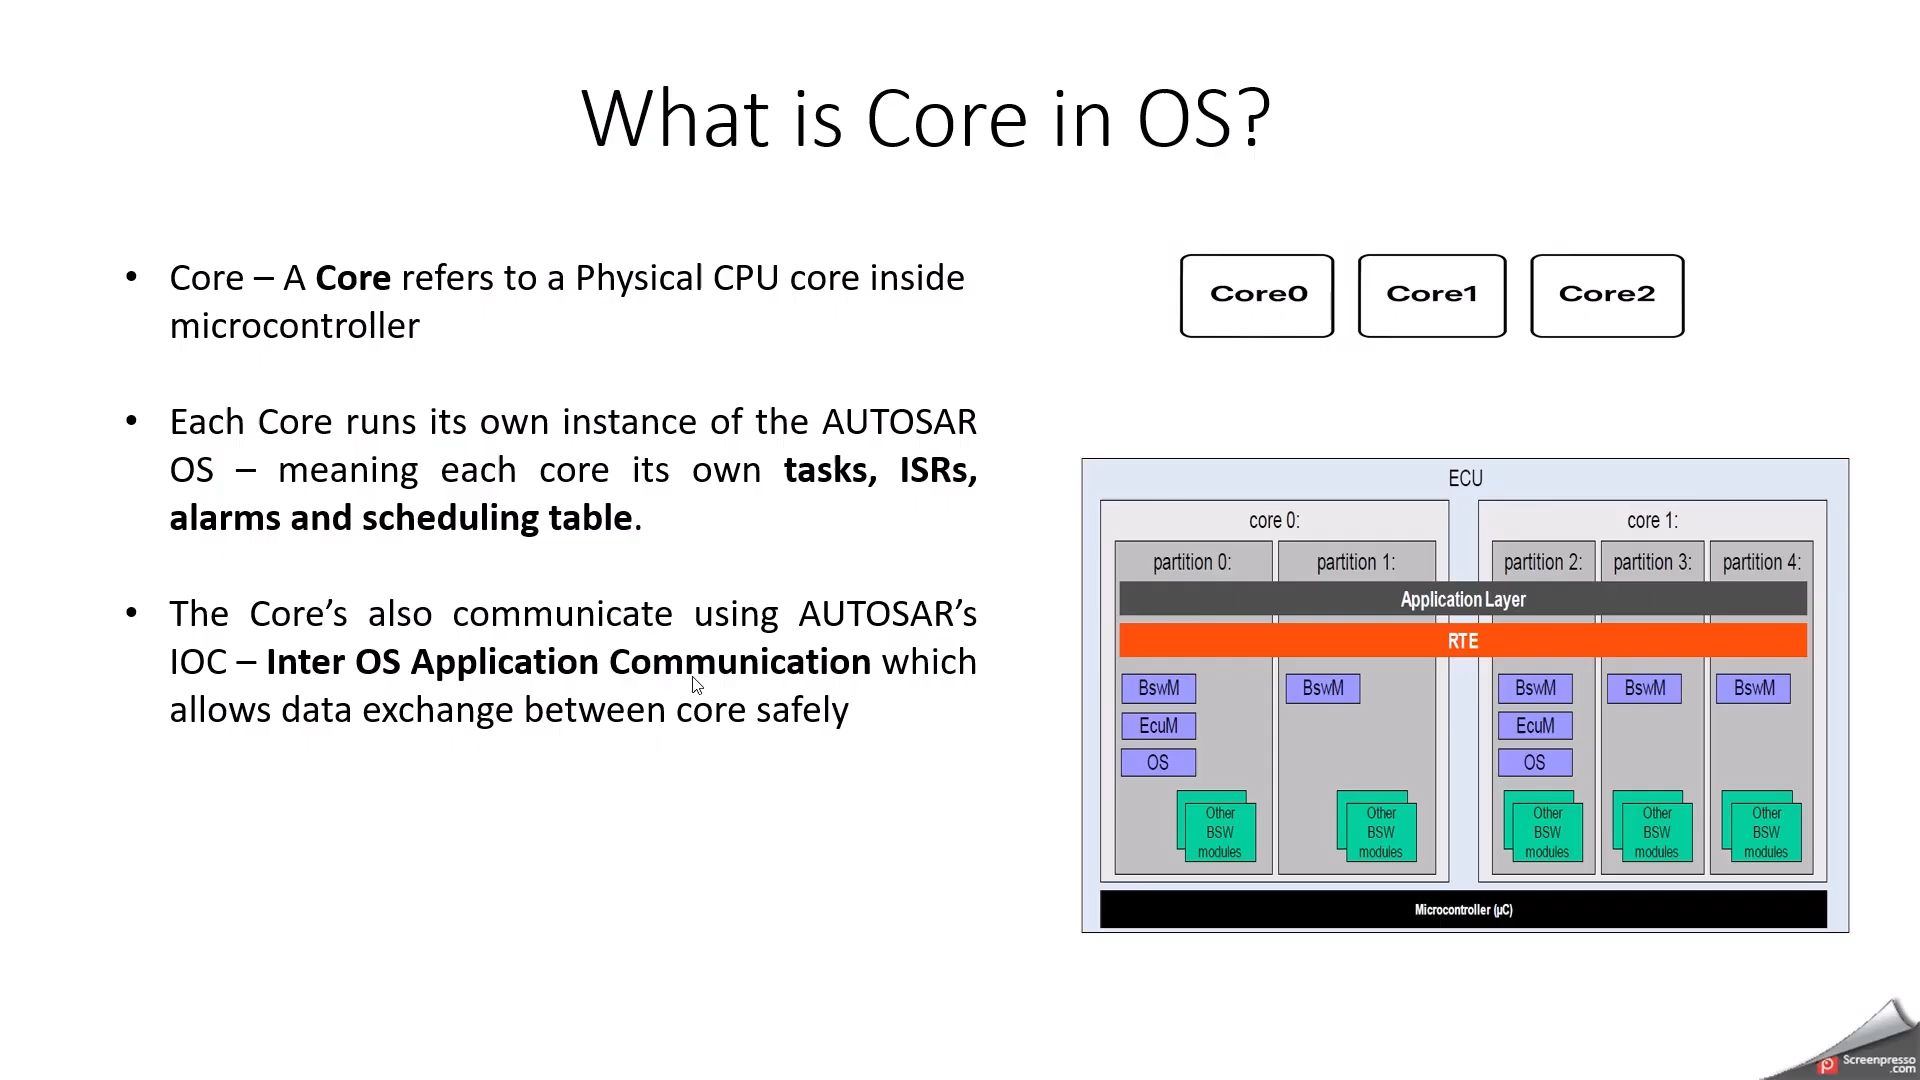 What is Core in OS?
• Core – A Core refers to a Physical CPU core inside
microcontroller
• Each Core runs its own instance of the AUTOSAR
OS – meaning each core its own tasks, ISRs,
alarms and scheduling table.
• The Core’s also communicate using AUTOSAR’s
IOC – Inter OS Application Communication which
allows data exchange between core safely
Core0 Core1 Core2
ECU
core 0: core 1:
partition 0: partition 1: partition 2: partition 3: partition 4:
Application Layer
RTE
BswM BswM BswM BswM BswM
EcuM EcuM
OS OS
Other Other Other Other Other
BSW BSW BSW BSW BSW
modules modules modules modules modules
Microcontroller (µC)
Screenpresso
.com